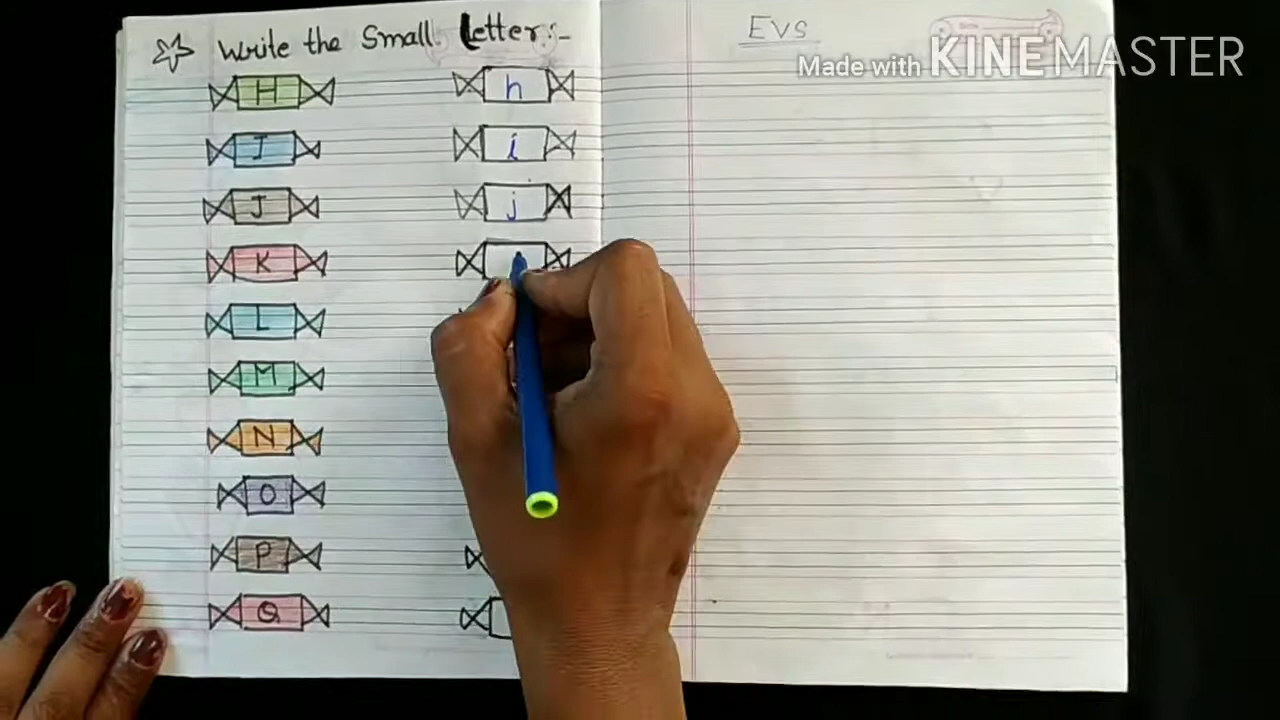 Write the Small Letter:-
Evs
Made with KINEMASTER
H h
I i
J j
K
L
M
N
O
P
Q